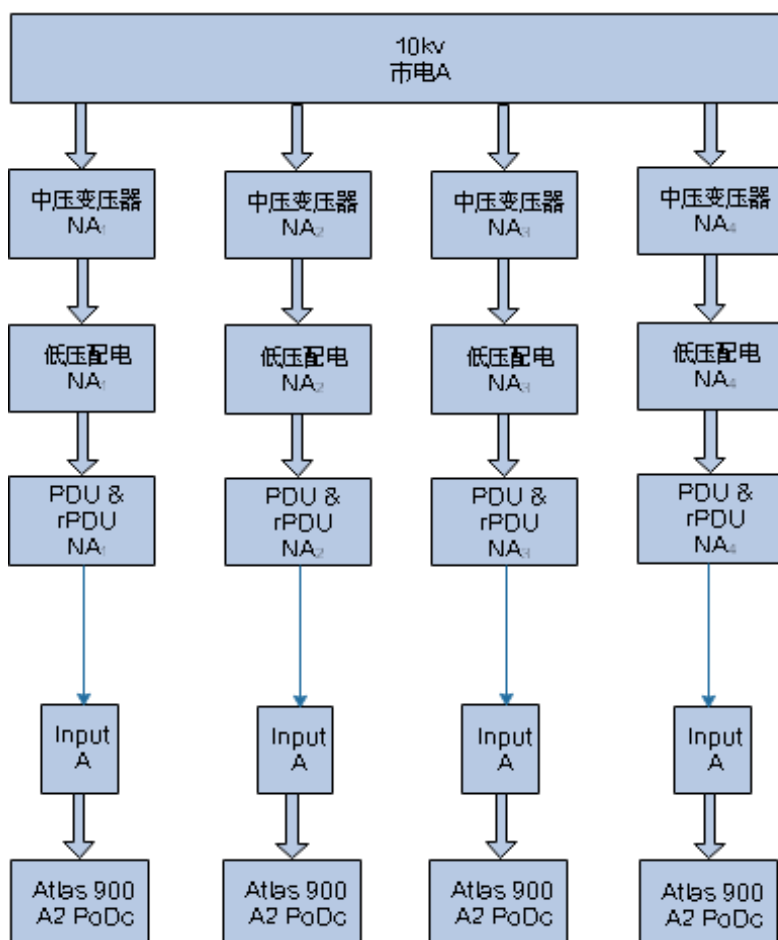 10kv
市电A
中压变压器
NA₁
中压变压器
NA₂
中压变压器
NA₃
中压变压器
NA₄
低压配电
NA₁
低压配电
NA₂
低压配电
NA₃
低压配电
NA₄
PDU &
rPDU
NA₁
PDU &
rPDU
NA₂
PDU &
rPDU
NA₃
PDU &
rPDU
NA₄
Input
A
Input
A
Input
A
Input
A
Atlas 900
A2 PoDc
Atlas 900
A2 PoDc
Atlas 900
A2 PoDc
Atlas 900
A2 PoDc